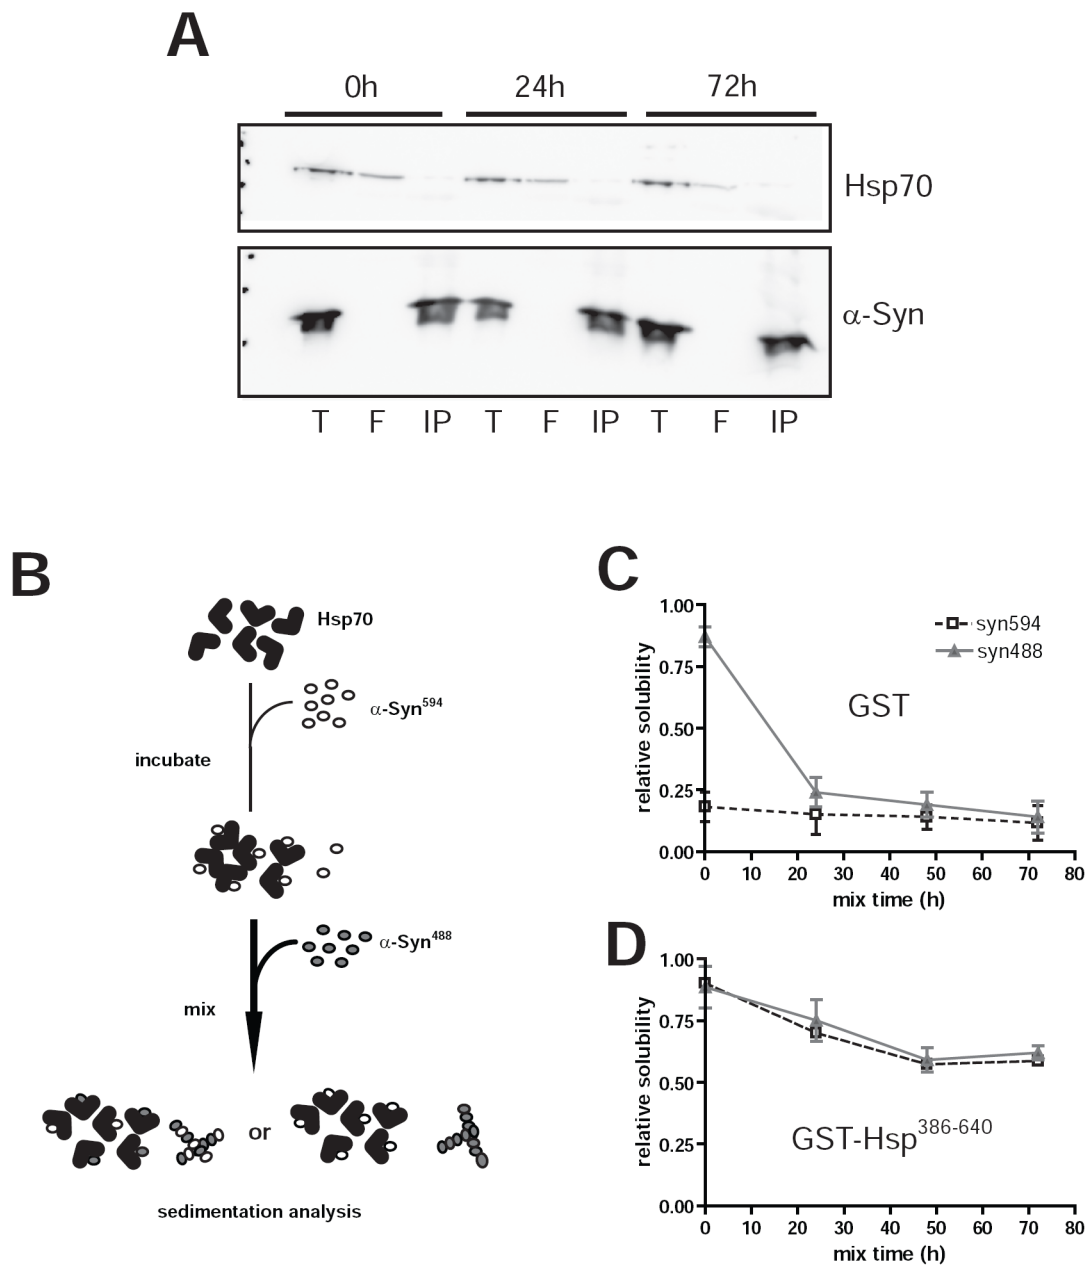 A
0h 24h 72h
Hsp70
α-Syn
T F IP T F IP T F IP
B
Hsp70
α-Syn594
incubate
α-Syn488
mix
or
sedimentation analysis
C
relative solubility
1.00
0.75
0.50
0.25
0.00
syn594
syn488
GST
0 10 20 30 40 50 60 70 80
mix time (h)
D
relative solubility
1.00
0.75
0.50
0.25
0.00
GST-Hsp386-640
0 10 20 30 40 50 60 70 80
mix time (h)